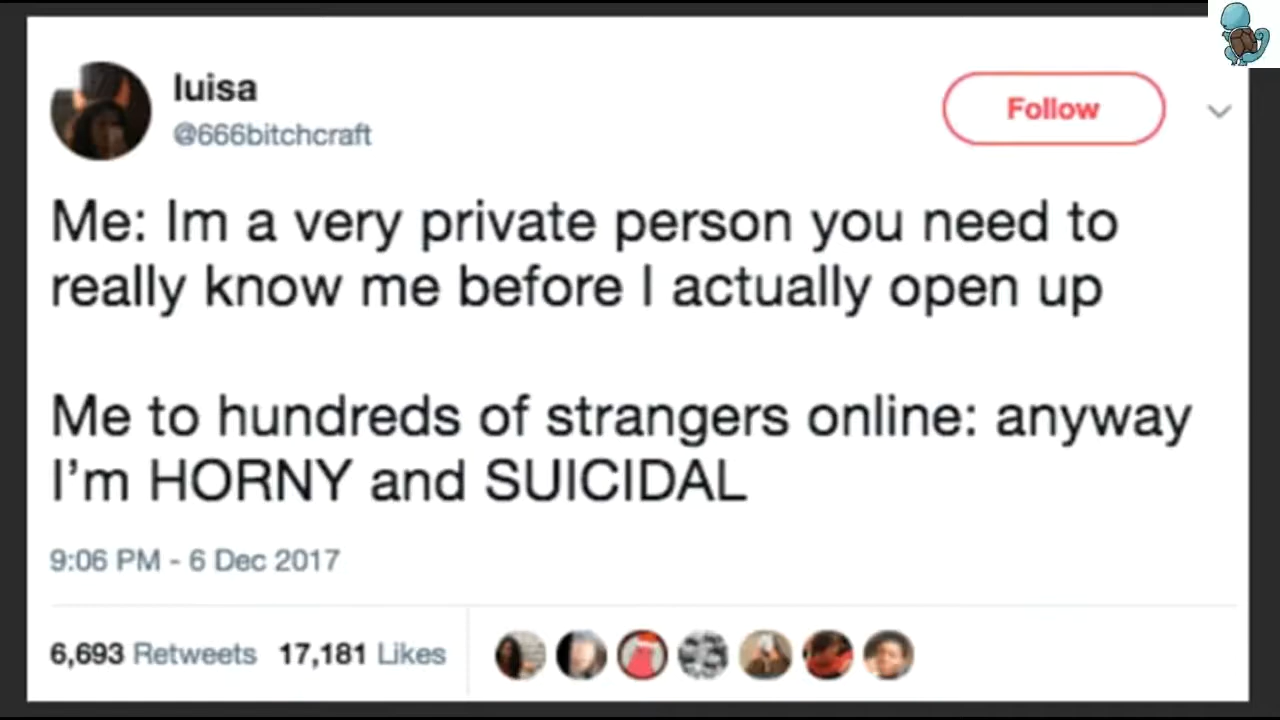 luisa
@666bitchcraft
Follow
Me: Im a very private person you need to
really know me before I actually open up
Me to hundreds of strangers online: anyway
I'm HORNY and SUICIDAL
9:06 PM - 6 Dec 2017
6,693 Retweets 17,181 Likes